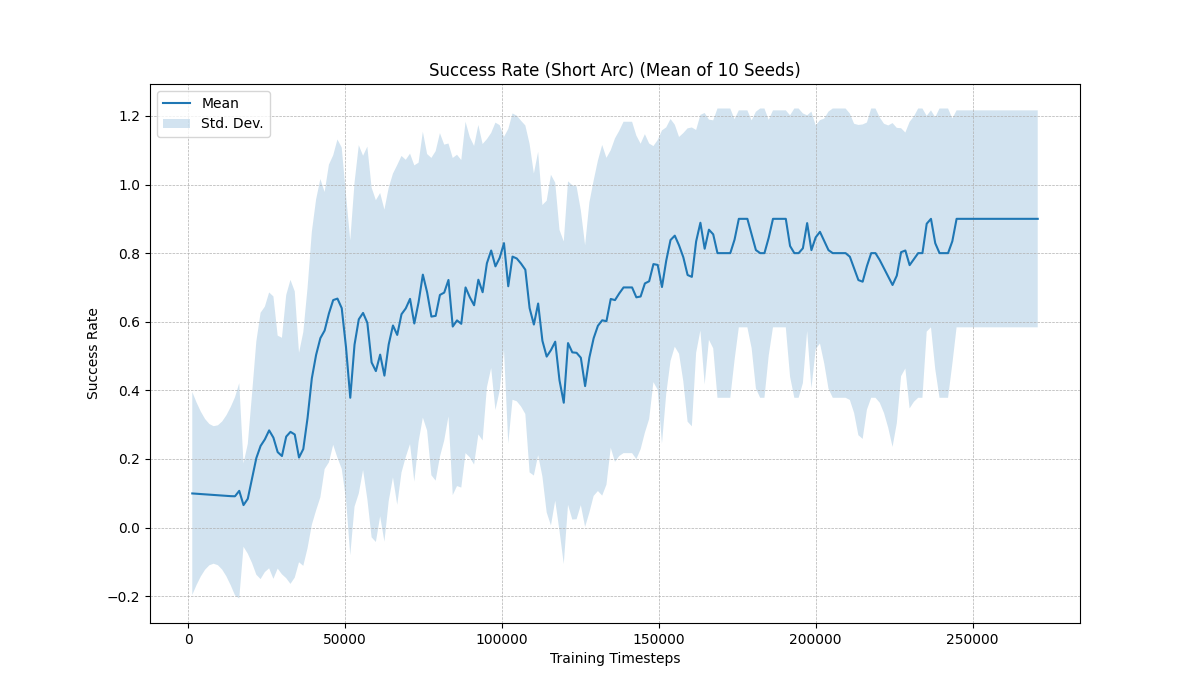 Success Rate (Short Arc) (Mean of 10 Seeds)
Mean
Std. Dev.
1.2
1.0
0.8
0.6
0.4
0.2
0.0
−0.2
Success Rate
0
50000
100000
150000
200000
250000
Training Timesteps